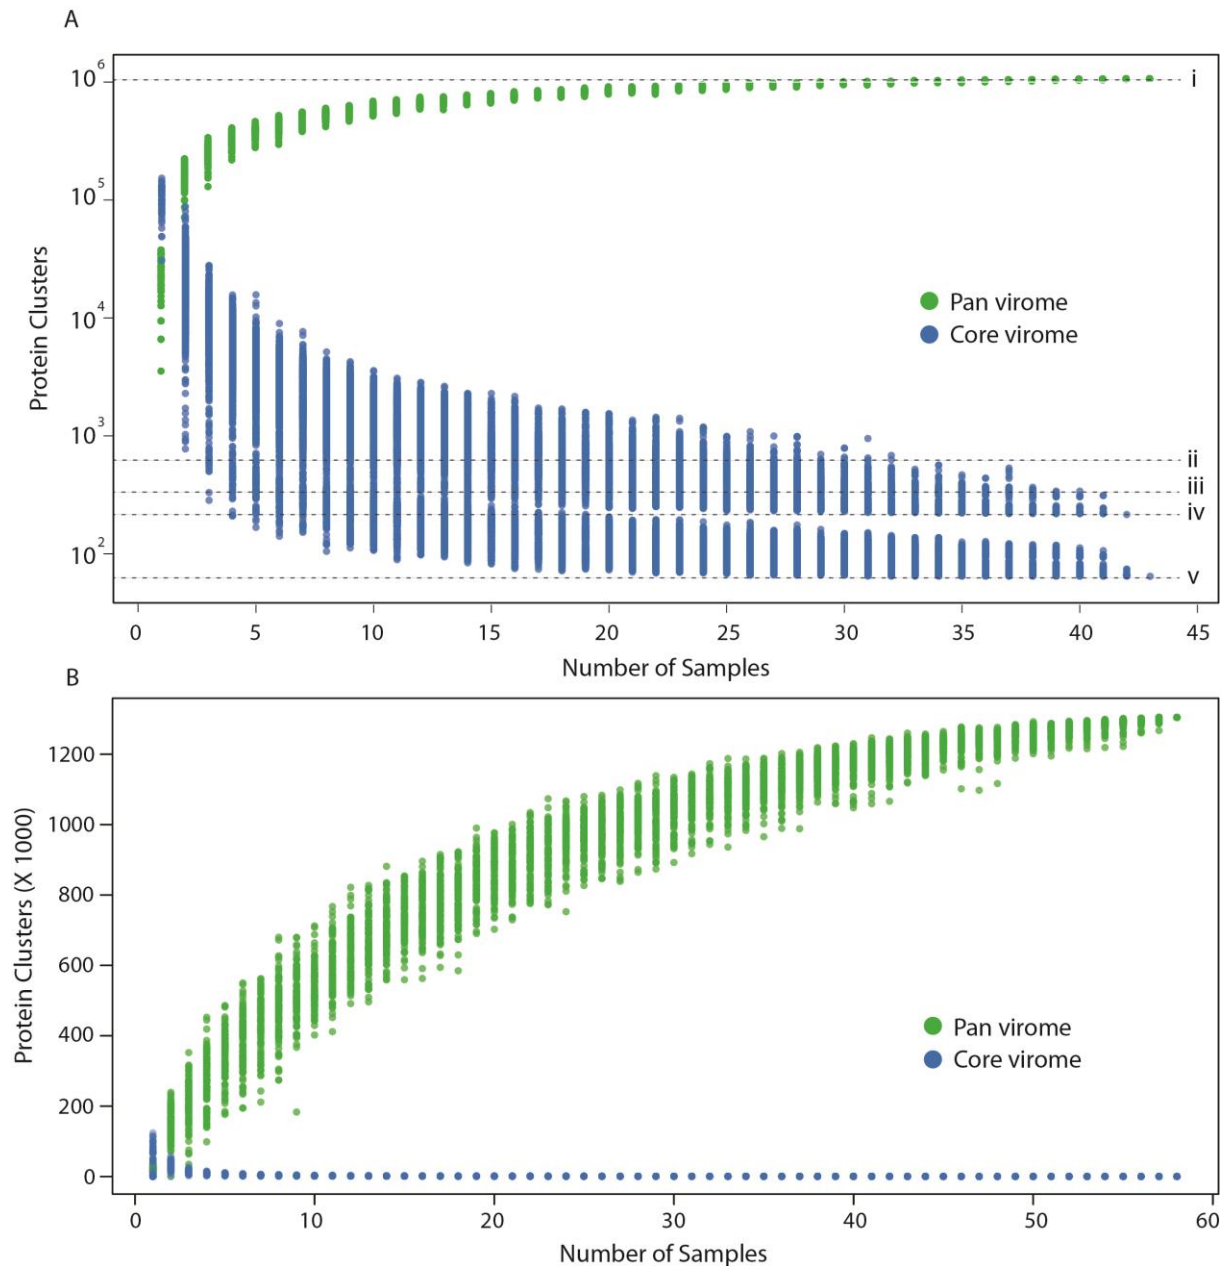 A
10^6
10^5
10^4
10^3
10^2
Protein Clusters
i
ii
iii
iv
v
Pan virome
Core virome
0 5 10 15 20 25 30 35 40 45
Number of Samples
B
1200
1000
800
600
400
200
0
Protein Clusters (X 1000)
Pan virome
Core virome
0 10 20 30 40 50 60
Number of Samples